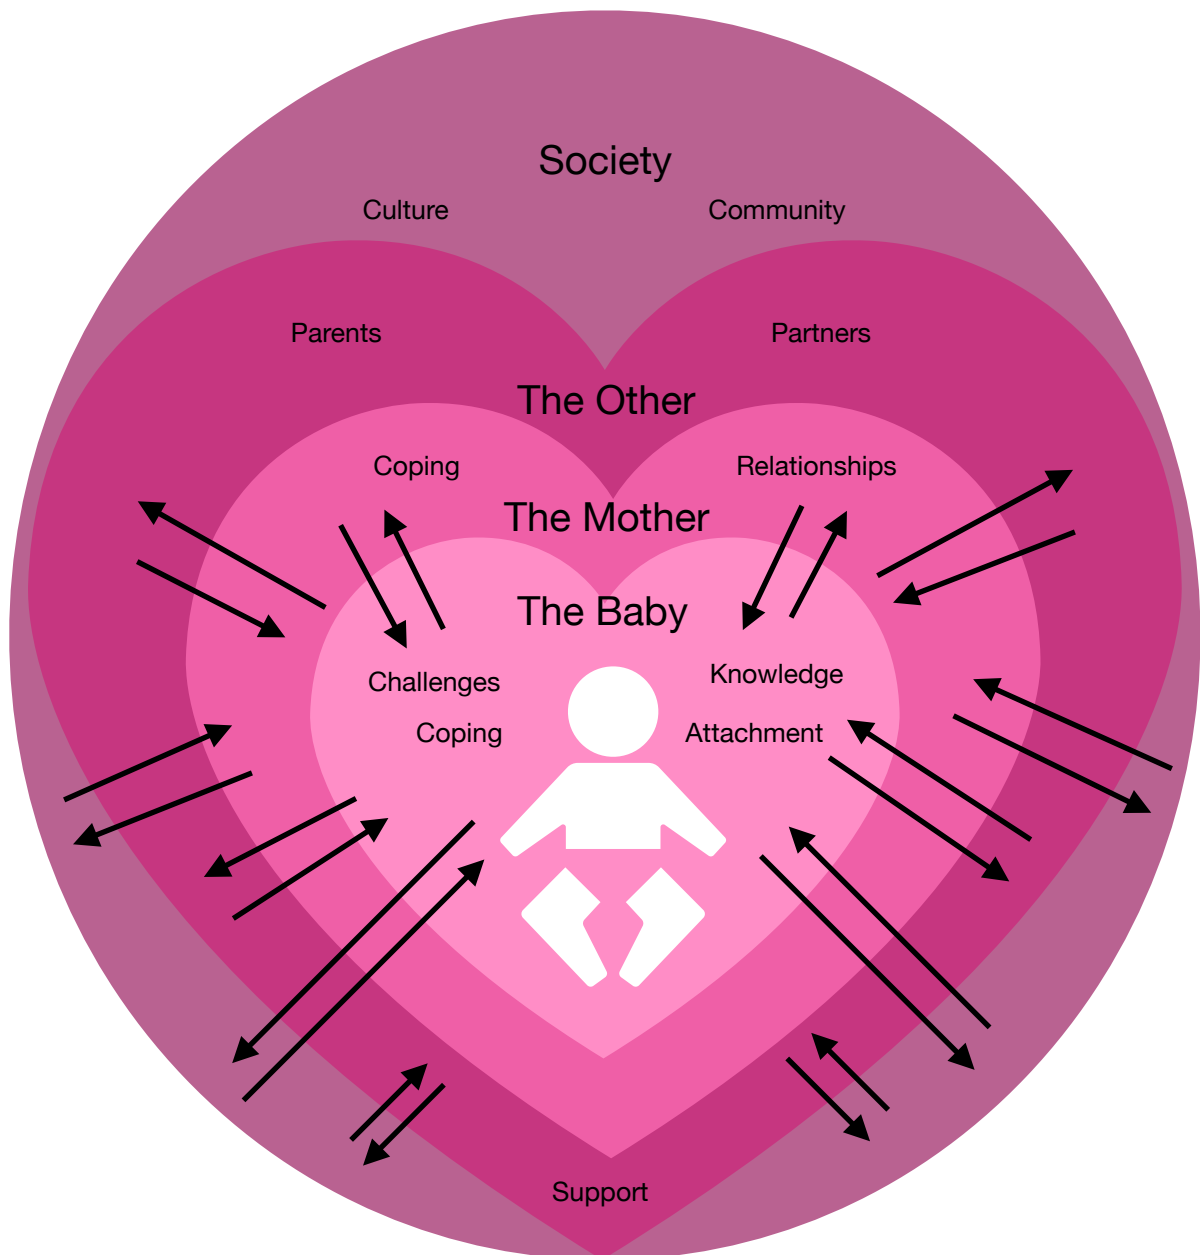 Society
Culture Community
Parents Partners
The Other
Coping Relationships
The Mother
The Baby
Challenges Knowledge
Coping Attachment
Support